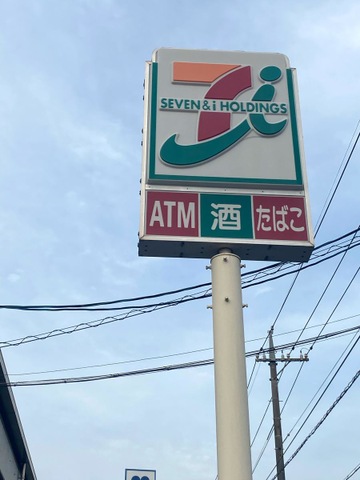 SEVEN & i HOLDINGS
ATM 酒 たばこ